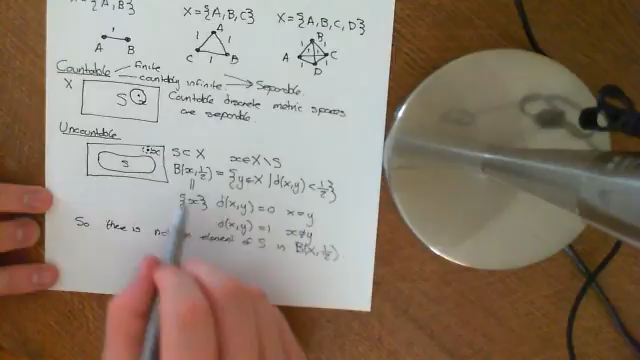 X = {A,B,C} X = {A,B,C,D}
1 A B
A 1 1 C 1 B
B A 1 C 1 D
Countable finite
countably infinite → Separable.
X S Countable discrete metric spaces
are separable.
Uncountable
S x S ⊂ X x ∈ X \ S
B(x, 1/2) = {y ∈ X | d(x,y) < 1/2}
=
{x} d(x,y) = 0 x = y
d(x,y) = 1 x ≠ y
So there is no element of S in B(x, 1/2).